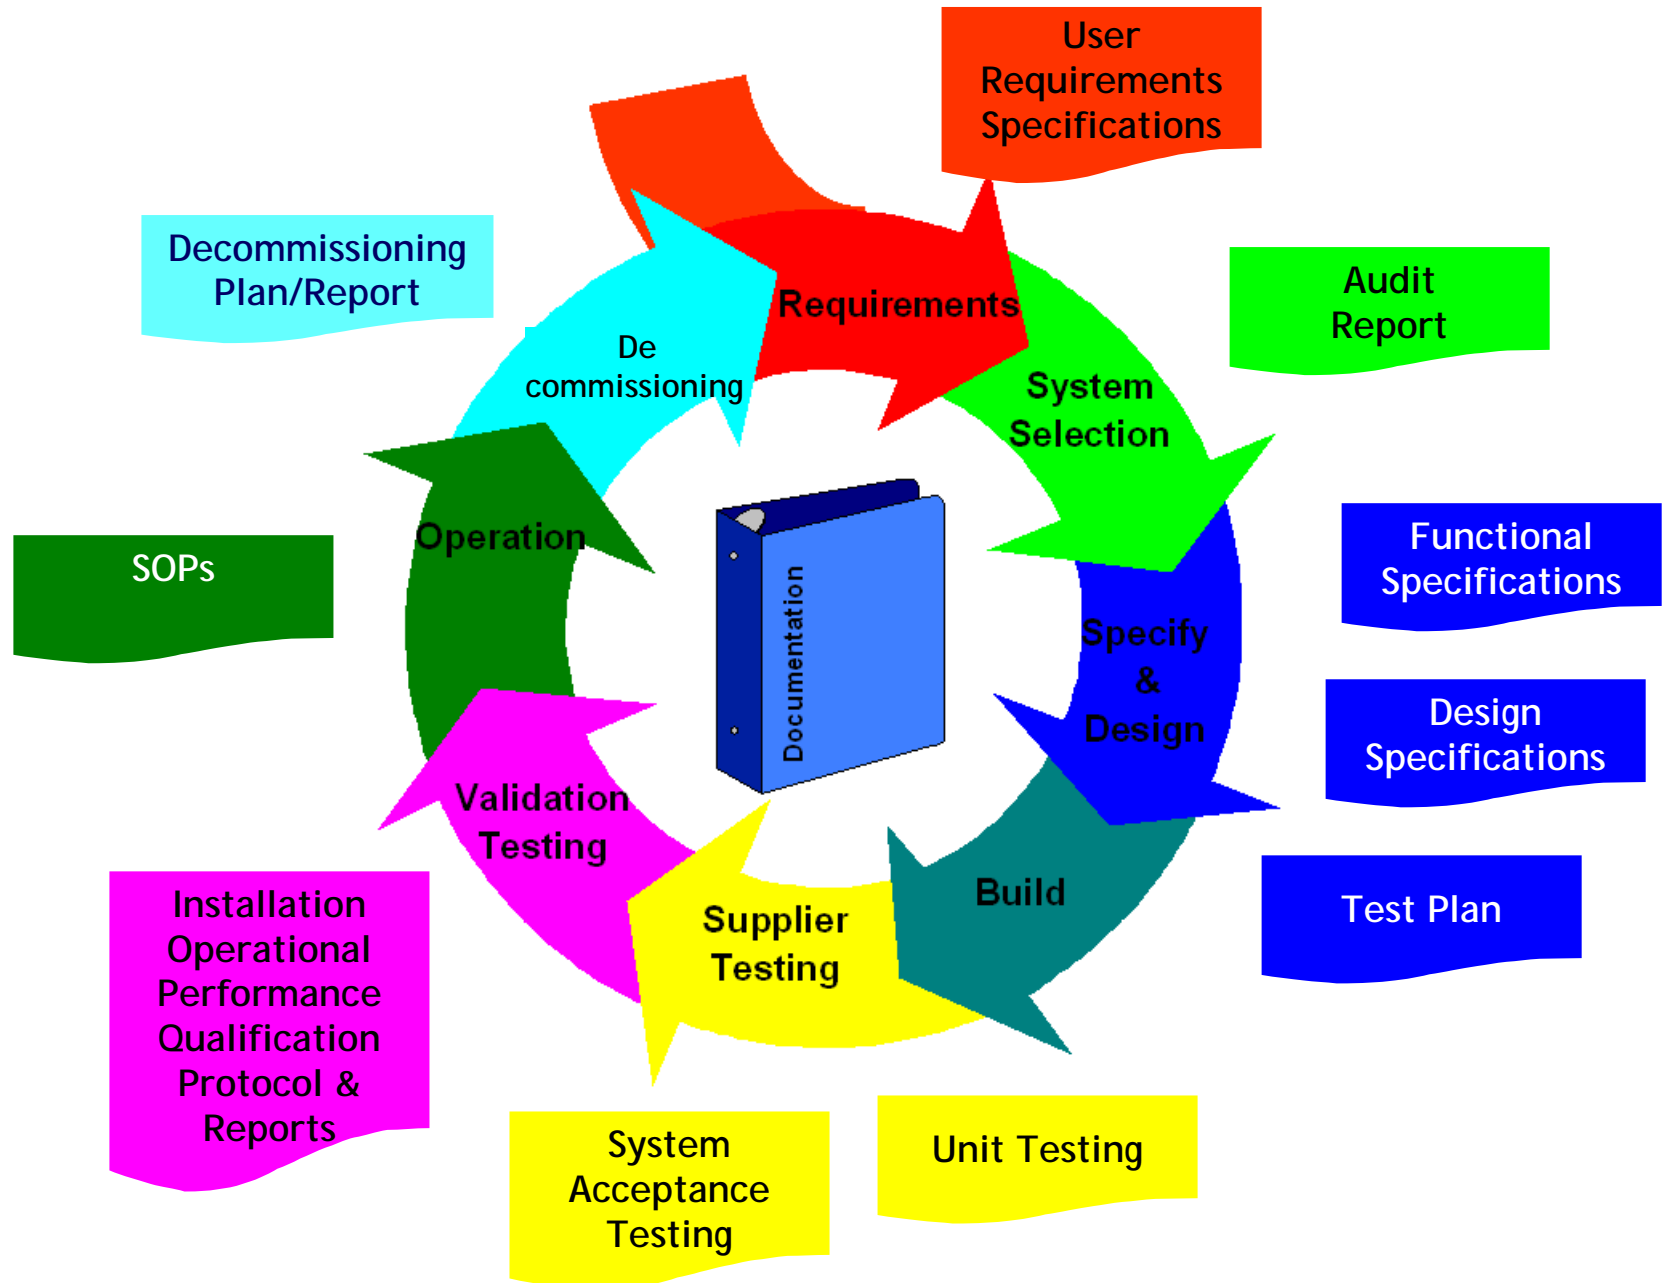 User
Requirements
Specifications
Decommissioning
Plan/Report
Audit
Report
Requirements
De
commissioning
System
Selection
Operation
SOPs
Functional
Specifications
Documentation
Specify
&
Design
Design
Specifications
Validation
Testing
Build
Test Plan
Supplier
Testing
Installation
Operational
Performance
Qualification
Protocol &
Reports
System
Acceptance
Testing
Unit Testing